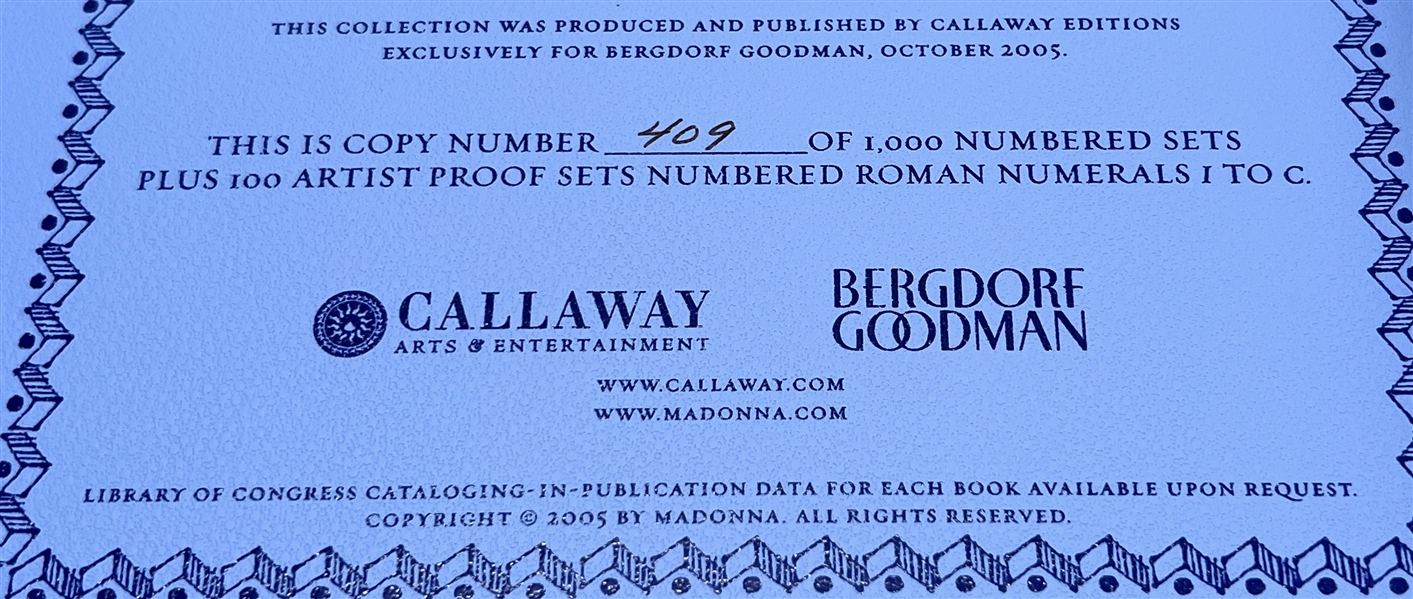 THIS COLLECTION WAS PRODUCED AND PUBLISHED BY CALLAWAY EDITIONS
EXCLUSIVELY FOR BERGDORF GOODMAN, OCTOBER 2005.
THIS IS COPY NUMBER 409 OF 1,000 NUMBERED SETS
PLUS 100 ARTIST PROOF SETS NUMBERED ROMAN NUMERALS I TO C.
CALLAWAY
ARTS & ENTERTAINMENT
BERGDORF
GOODMAN
WWW.CALLAWAY.COM
WWW.MADONNA.COM
LIBRARY OF CONGRESS CATALOGING-IN-PUBLICATION DATA FOR EACH BOOK AVAILABLE UPON REQUEST.
COPYRIGHT © 2005 BY MADONNA. ALL RIGHTS RESERVED.